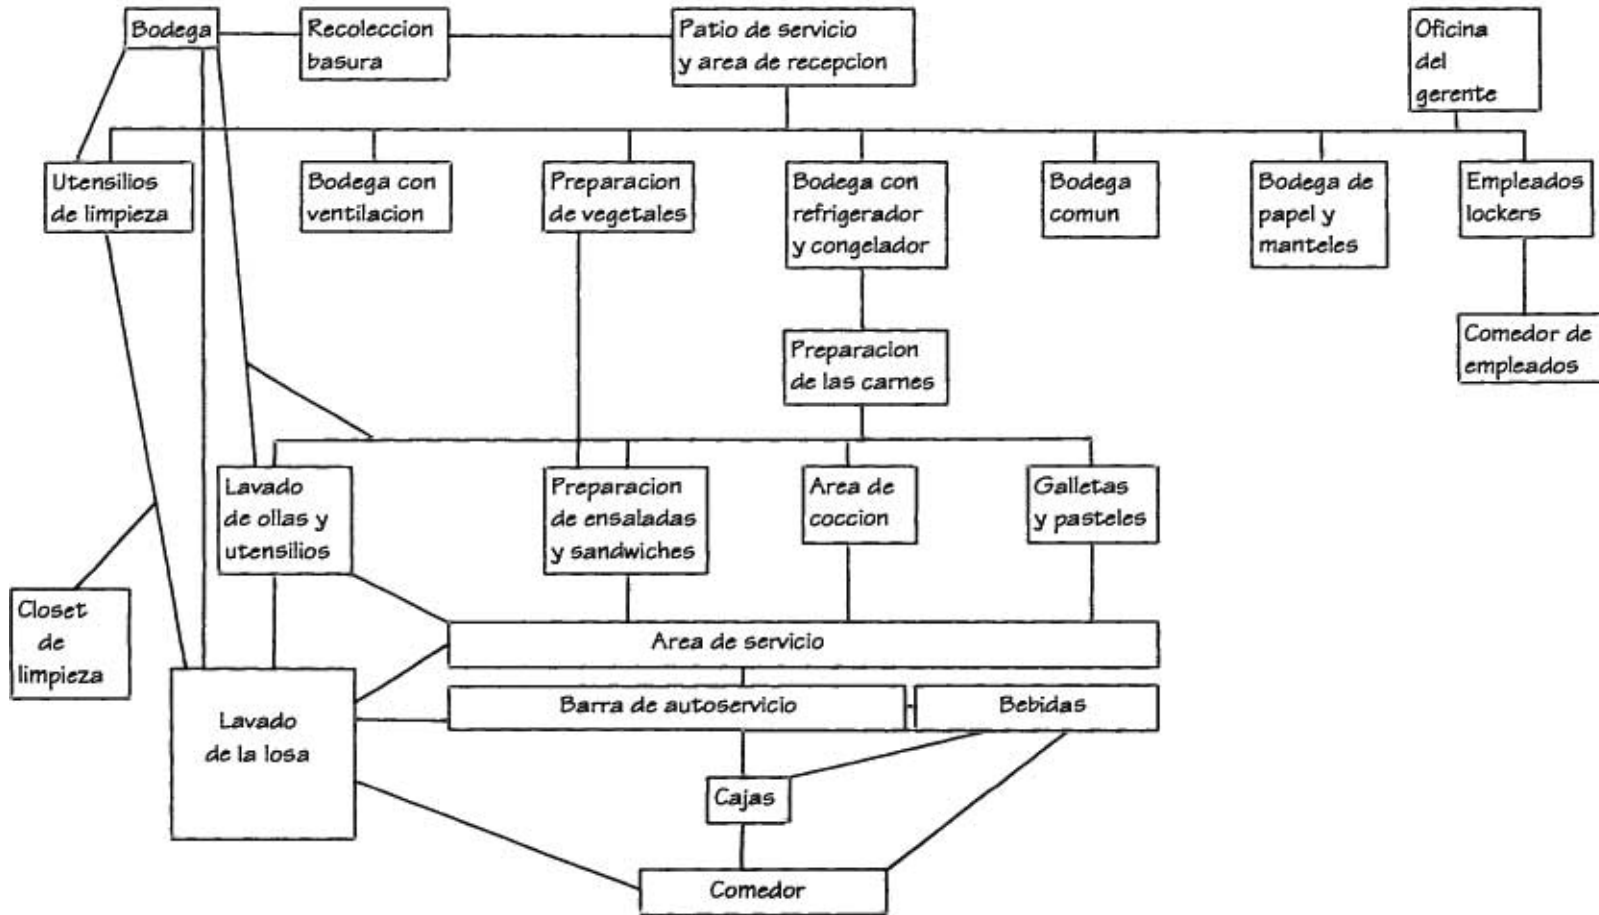 Bodega
Recoleccion
basura
Patio de servicio
y area de recepcion
Oficina
del
gerente
Utensilios
de limpieza
Bodega con
ventilacion
Preparacion
de vegetales
Bodega con
refrigerador
y congelador
Bodega
comun
Bodega de
papel y
manteles
Empleados
lockers
Preparacion
de las carnes
Comedor de
empleados
Lavado
de ollas y
utensilios
Preparacion
de ensaladas
y sandwiches
Area de
coccion
Galletas
y pasteles
Closet
de
limpieza
Area de servicio
Lavado
de la losa
Barra de autoservicio
Bebidas
Cajas
Comedor